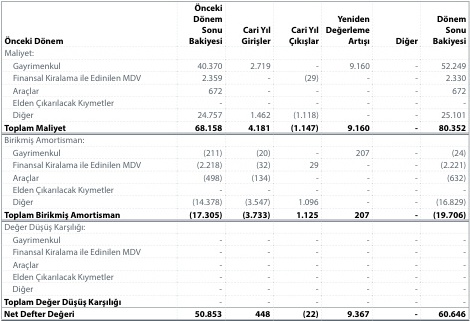 Önceki Dönem | Önceki Dönem Sonu Bakiyesi | Cari Yıl Girişler | Cari Yıl Çıkışlar | Yeniden Değerleme Artışı | Diğer | Dönem Sonu Bakiyesi
Maliyet:
Gayrimenkul 40.370 2.719 - 9.160 - 52.249
Finansal Kiralama ile Edinilen MDV 2.359 - (29) - - 2.330
Araçlar 672 - - - - 672
Elden Çıkarılacak Kıymetler - - - - - -
Diğer 24.757 1.462 (1.118) - - 25.101
Toplam Maliyet 68.158 4.181 (1.147) 9.160 - 80.352
Birikmiş Amortisman:
Gayrimenkul (211) (20) - 207 - (24)
Finansal Kiralama ile Edinilen MDV (2.218) (32) 29 - - (2.221)
Araçlar (498) (134) - - - (632)
Elden Çıkarılacak Kıymetler - - - - - -
Diğer (14.378) (3.547) 1.096 - - (16.829)
Toplam Birikmiş Amortisman (17.305) (3.733) 1.125 207 - (19.706)
Değer Düşüş Karşılığı:
Gayrimenkul - - - - - -
Finansal Kiralama ile Edinilen MDV - - - - - -
Araçlar - - - - - -
Elden Çıkarılacak Kıymetler - - - - - -
Diğer - - - - - -
Toplam Değer Düşüş Karşılığı - - - - - -
Net Defter Değeri 50.853 448 (22) 9.367 - 60.646